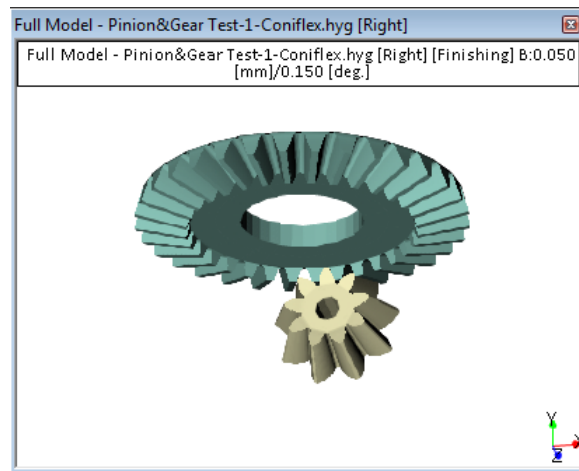 Full Model - Pinion&Gear Test-1-Coniflex.hyg [Right]
Full Model - Pinion&Gear Test-1-Coniflex.hyg [Right] [Finishing] B:0.050
[mm]/0.150 [deg.]
Y
X
Z